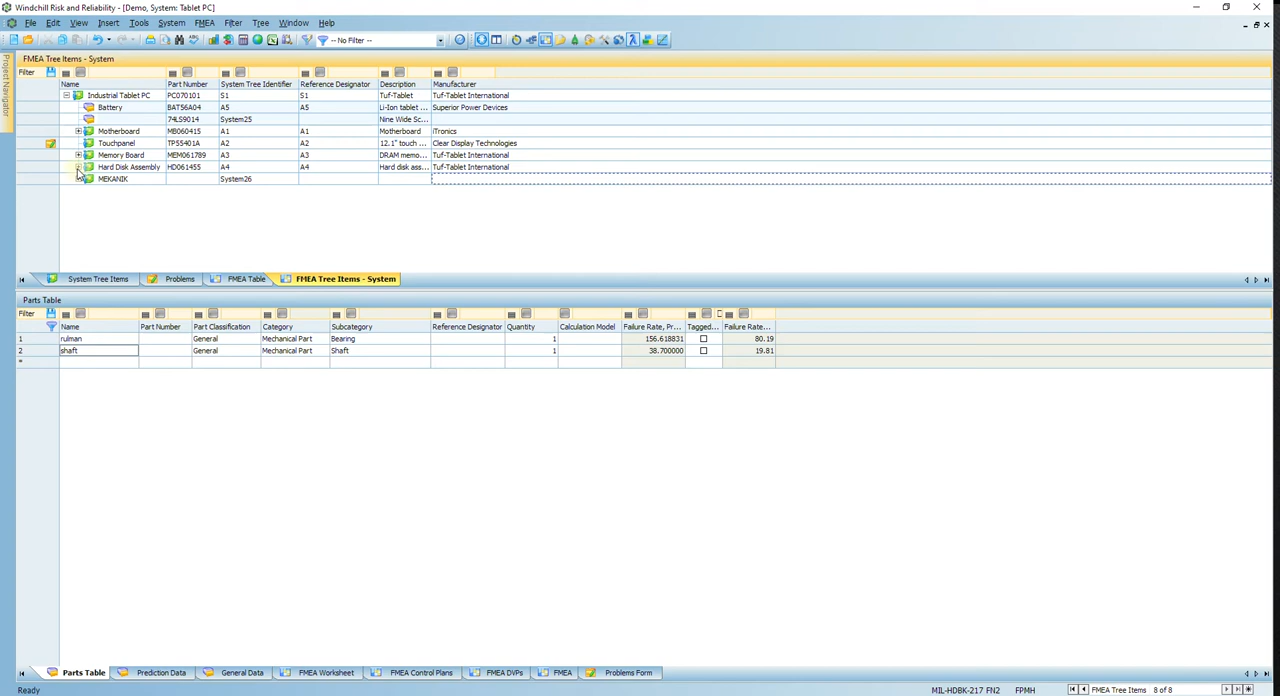 Windchill Risk and Reliability - [Demo, System: Tablet PC]
File Edit View Insert Tools System FMEA Filter Tree Window Help
-- No Filter --
Project Navigator
FMEA Tree Items - System
Filter
Name Part Number System Tree Identifier Reference Designator Description Manufacturer
Industrial Tablet PC PC070101 S1 S1 Tuf-Tablet Tuf-Tablet International
Battery BAT56A04 A5 A5 Li-Ion tablet ... Superior Power Devices
74LS9014 System25 Nine Wide Sc...
Motherboard MB060415 A1 A1 Motherboard iTronics
Touchpanel TP55401A A2 A2 12.1" touch ... Clear Display Technologies
Memory Board MEM061789 A3 A3 DRAM memo... Tuf-Tablet International
Hard Disk Assembly HD061455 A4 A4 Hard disk ass... Tuf-Tablet International
MEKANIK System26
System Tree Items Problems FMEA Table FMEA Tree Items - System
Parts Table
Filter
Name Part Number Part Classification Category Subcategory Reference Designator Quantity Calculation Model Failure Rate, Pr... Tagged... Failure Rate...
1 rulman General Mechanical Part Bearing 1 156.618831 80.19
2 shaft General Mechanical Part Shaft 1 38.700000 19.81
*
Parts Table Prediction Data General Data FMEA Worksheet FMEA Control Plans FMEA DVPs FMEA Problems Form
Ready MIL-HDBK-217 FN2 FPMH FMEA Tree Items 8 of 8